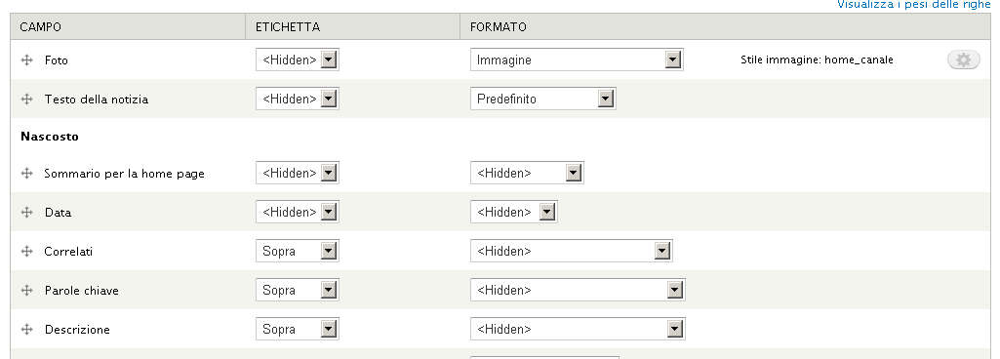 Visualizza i pesi delle righe
CAMPO ETICHETTA FORMATO
Foto <Hidden> Immagine Stile immagine: home_canale
Testo della notizia <Hidden> Predefinito
Nascosto
Sommario per la home page <Hidden> <Hidden>
Data <Hidden> <Hidden>
Correlati Sopra <Hidden>
Parole chiave Sopra <Hidden>
Descrizione Sopra <Hidden>